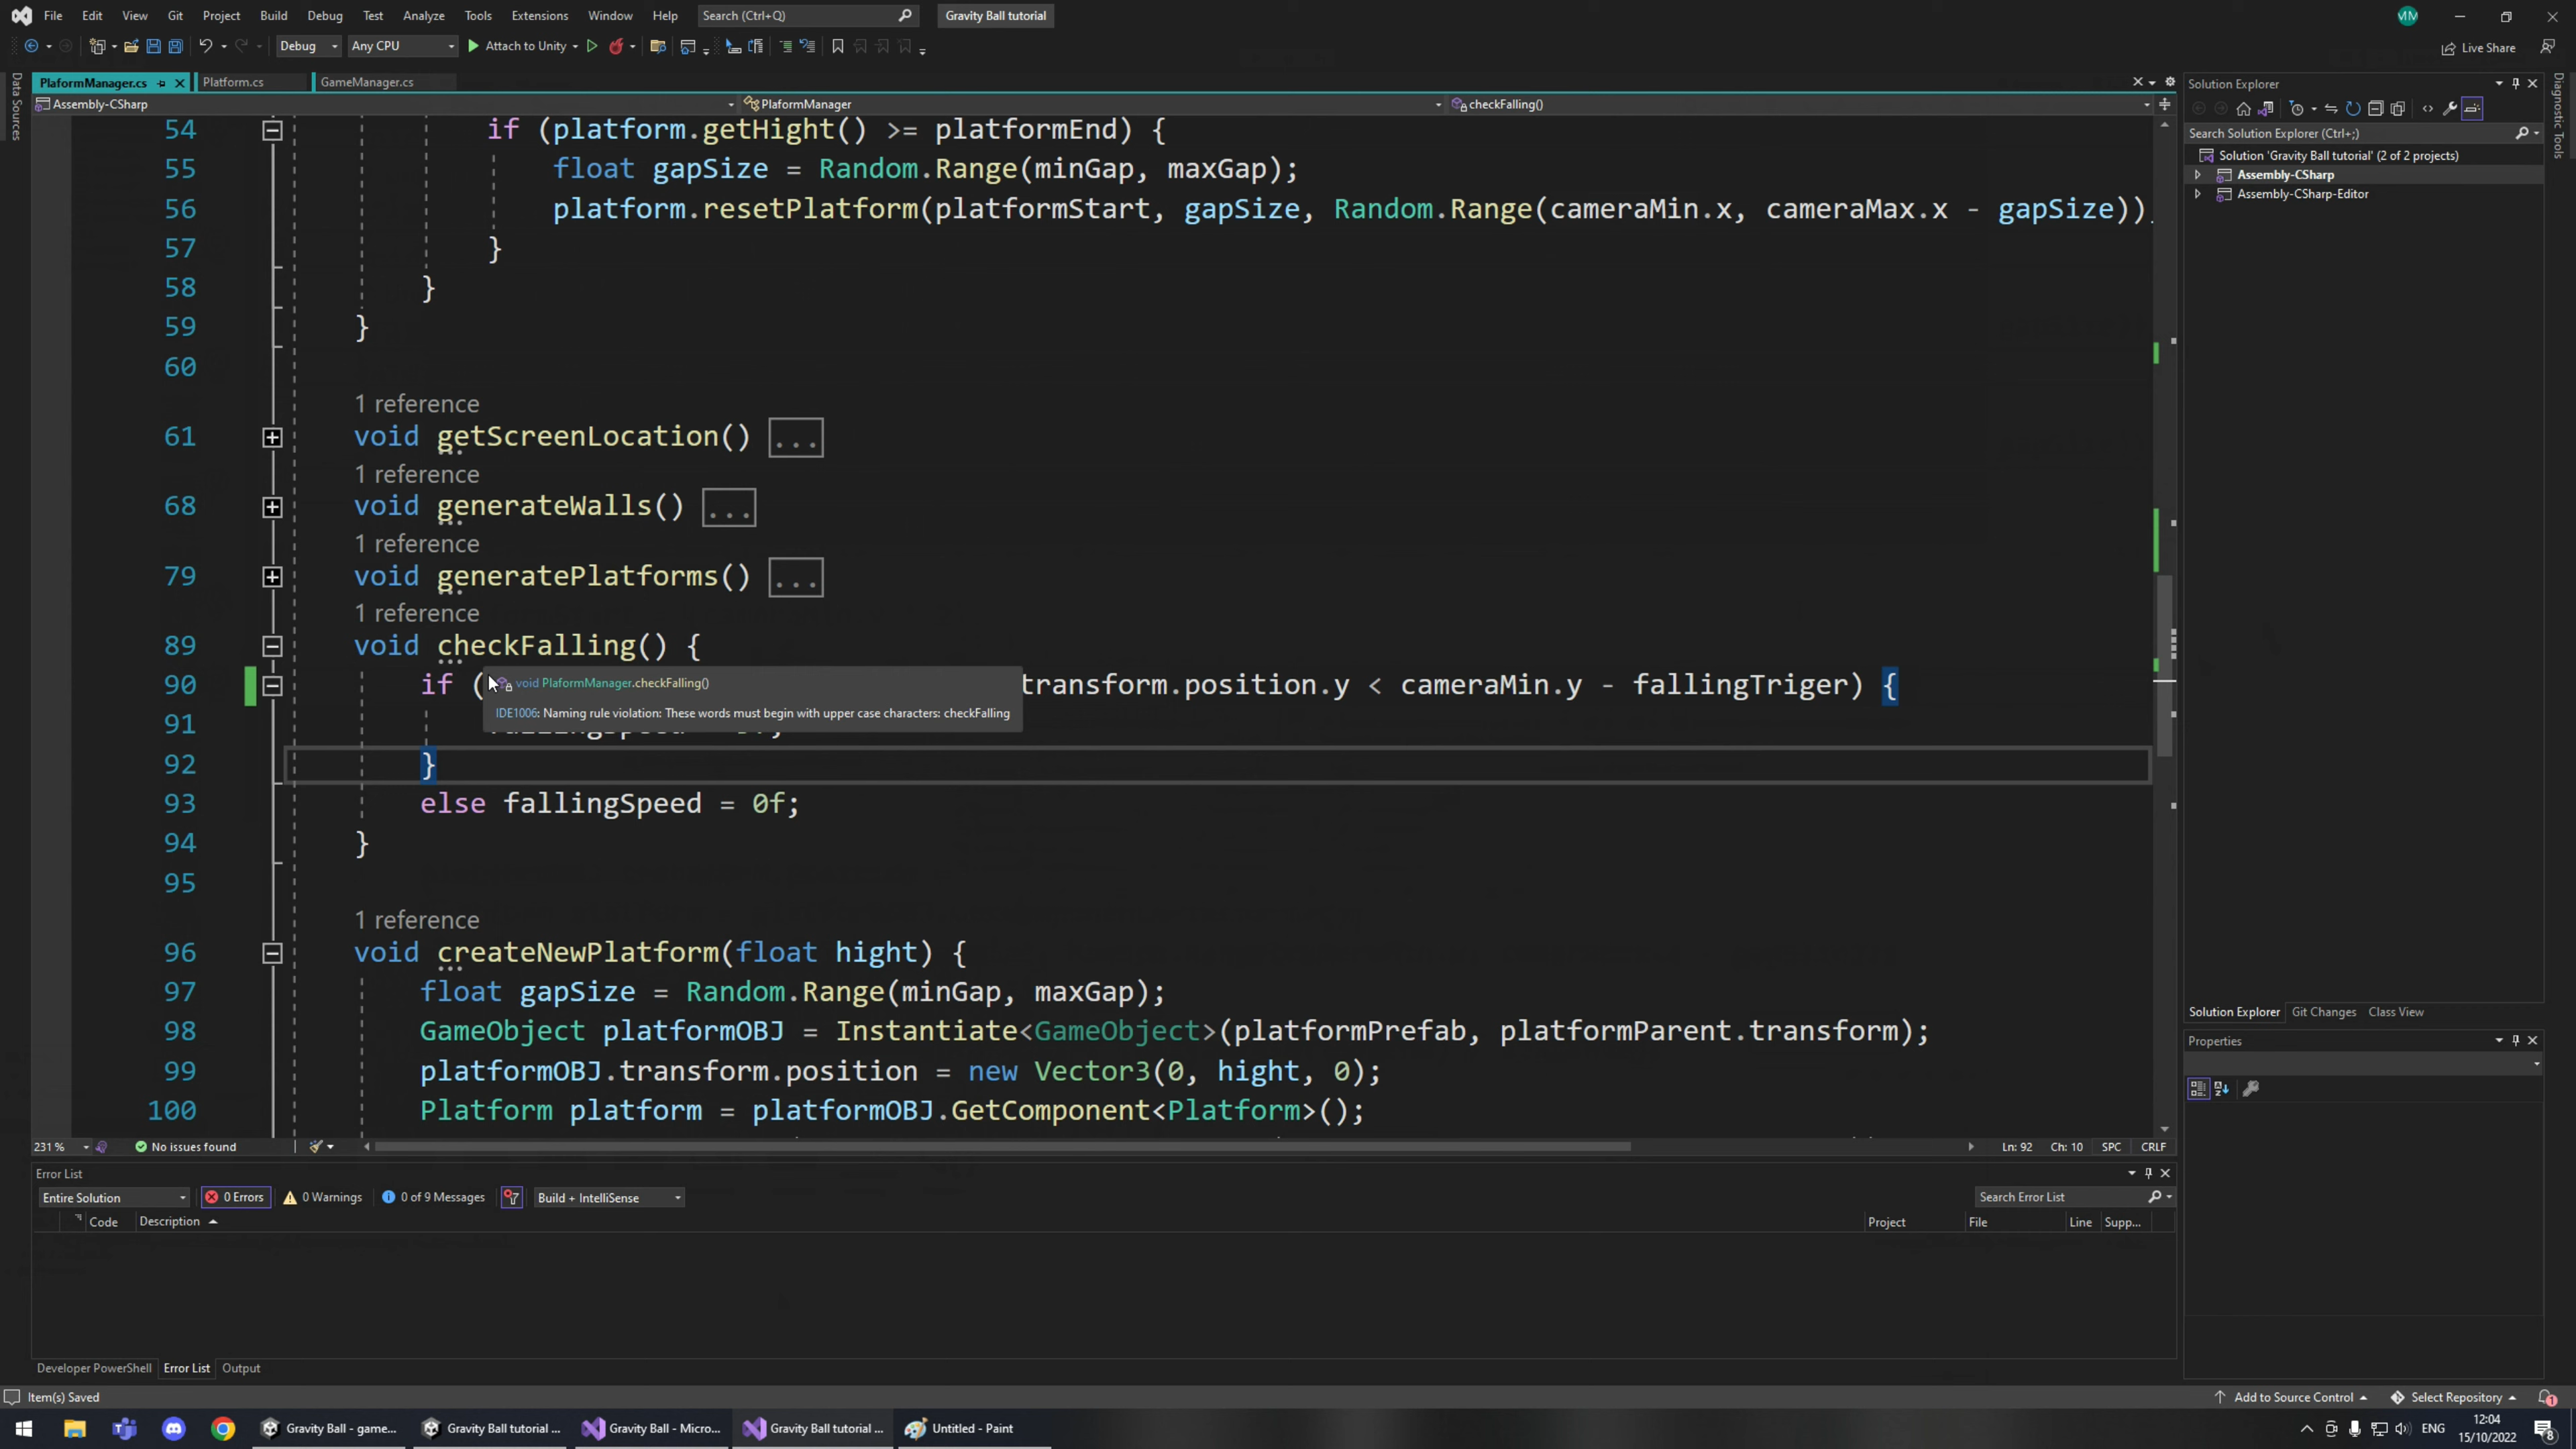 File Edit View Git Project Build Debug Test Analyze Tools Extensions Window Help Search (Ctrl+Q) Gravity Ball tutorial MM
Debug Any CPU Attach to Unity Live Share
PlaformManager.cs Platform.cs GameManager.cs
Assembly-CSharp PlaformManager checkFalling()
Data Sources
54 if (platform.getHight() >= platformEnd) {
55 float gapSize = Random.Range(minGap, maxGap);
56 platform.resetPlatform(platformStart, gapSize, Random.Range(cameraMin.x, cameraMax.x - gapSize))
57 }
58 }
59 }
60
1 reference
61 void getScreenLocation() ...
1 reference
68 void generateWalls() ...
1 reference
79 void generatePlatforms() ...
1 reference
89 void checkFalling() {
90 if ( transform.position.y < cameraMin.y - fallingTriger) {
void PlaformManager.checkFalling()
IDE1006: Naming rule violation: These words must begin with upper case characters: checkFalling
91
92 }
93 else fallingSpeed = 0f;
94 }
95
1 reference
96 void createNewPlatform(float hight) {
97 float gapSize = Random.Range(minGap, maxGap);
98 GameObject platformOBJ = Instantiate<GameObject>(platformPrefab, platformParent.transform);
99 platformOBJ.transform.position = new Vector3(0, hight, 0);
100 Platform platform = platformOBJ.GetComponent<Platform>();
231 % No issues found Ln: 92 Ch: 10 SPC CRLF
Error List
Entire Solution 0 Errors 0 Warnings 0 of 9 Messages Build + IntelliSense Search Error List
Code Description Project File Line Supp...
Developer PowerShell Error List Output
Solution Explorer
Search Solution Explorer (Ctrl+;)
Solution 'Gravity Ball tutorial' (2 of 2 projects)
Assembly-CSharp
Assembly-CSharp-Editor
Solution Explorer Git Changes Class View
Properties
Diagnostic Tools
Item(s) Saved Add to Source Control Select Repository 1
Gravity Ball - game... Gravity Ball tutorial ... Gravity Ball - Micro... Gravity Ball tutorial ... Untitled - Paint ENG 12:04
15/10/2022 8